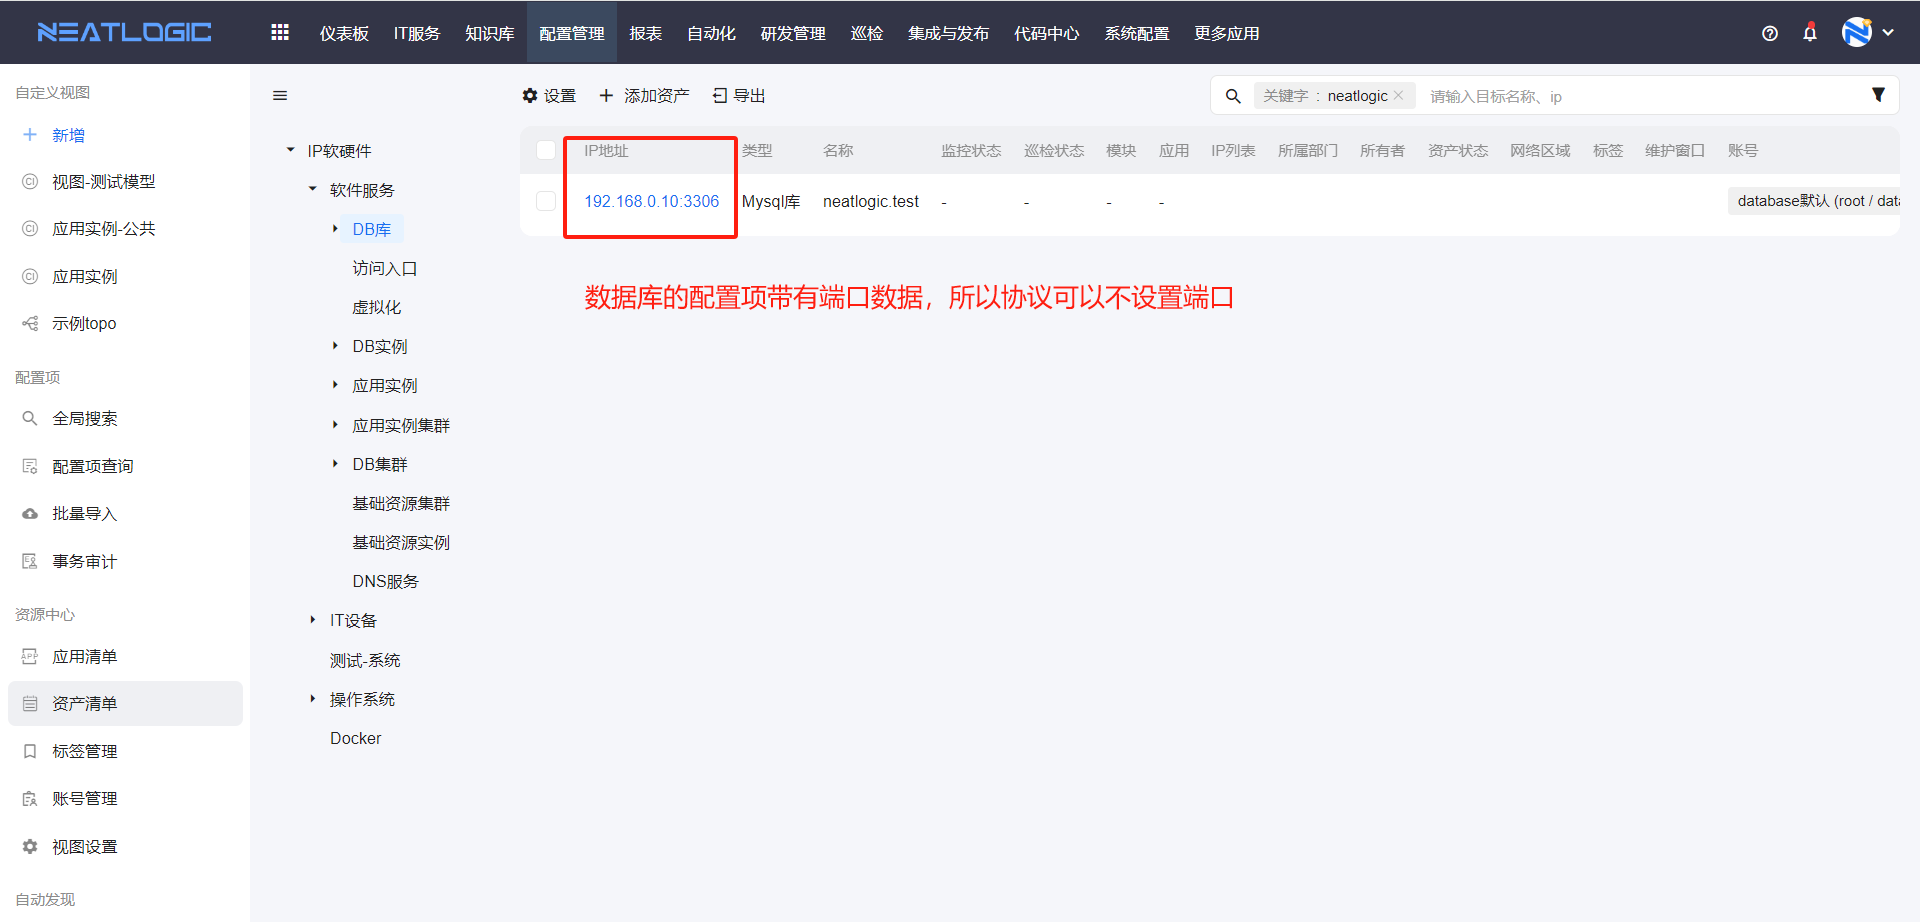 NEATLOGIC
仪表板 IT服务 知识库 配置管理 报表 自动化 研发管理 巡检 集成与发布 代码中心 系统配置 更多应用
自定义视图
新增
视图-测试模型
应用实例-公共
应用实例
示例topo
配置项
全局搜索
配置项查询
批量导入
事务审计
资源中心
应用清单
资产清单
标签管理
账号管理
视图设置
自动发现
IP软硬件
软件服务
DB库
访问入口
虚拟化
DB实例
应用实例
应用实例集群
DB集群
基础资源集群
基础资源实例
DNS服务
IT设备
测试-系统
操作系统
Docker
设置 添加资产 导出
关键字 : neatlogic 请输入目标名称、ip
IP地址 类型 名称 监控状态 巡检状态 模块 应用 IP列表 所属部门 所有者 资产状态 网络区域 标签 维护窗口 账号
192.168.0.10:3306 Mysql库 neatlogic.test - - - - database默认 (root / data
数据库的配置项带有端口数据，所以协议可以不设置端口